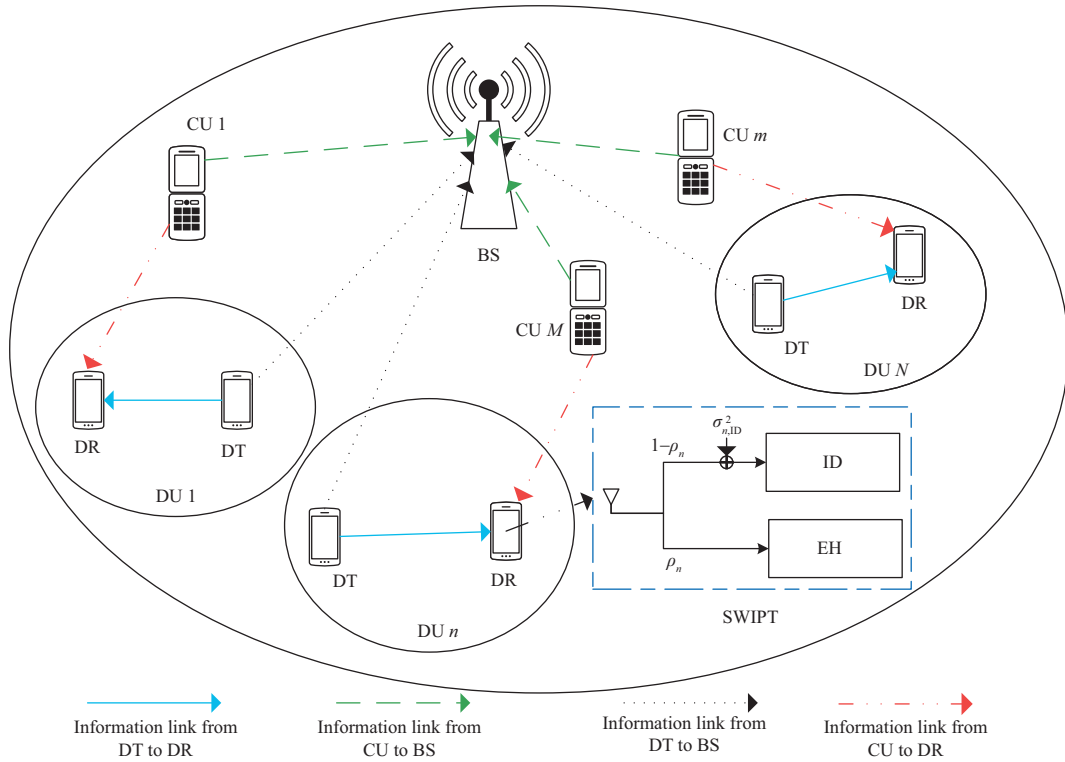 CU 1
CU m
BS
DR
DT
CU M
DU N
DR
DT
DU 1
σ²n,ID
1−ρn
ID
EH
ρn
DT
DR
DU n
SWIPT
Information link from
DT to DR
Information link from
CU to BS
Information link from
DT to BS
Information link from
CU to DR